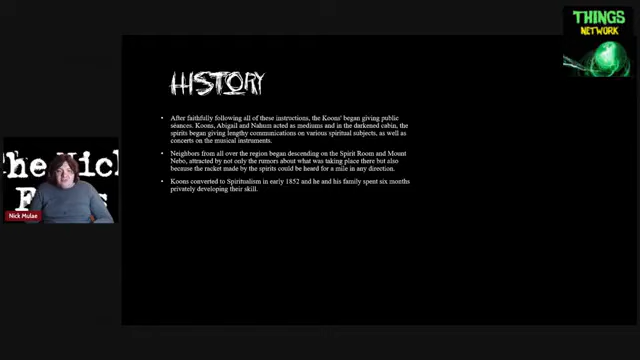 THINGS
NETWORK
HISTORY
• After faithfully following all of these instructions, the Koons' began giving public
séances. Koons, Abigail and Nahum acted as mediums and in the darkened cabin, the
spirits began giving lengthy communications on various spiritual subjects, as well as
concerts on the musical instruments.
• Neighbors from all over the region began descending on the Spirit Room and Mount
Nebo, attracted by not only the rumors about what was taking place there but also
because the racket made by the spirits could be heard for a mile in any direction.
• Koons converted to Spiritualism in early 1852 and he and his family spent six months
privately developing their skill.
Nick Mulae